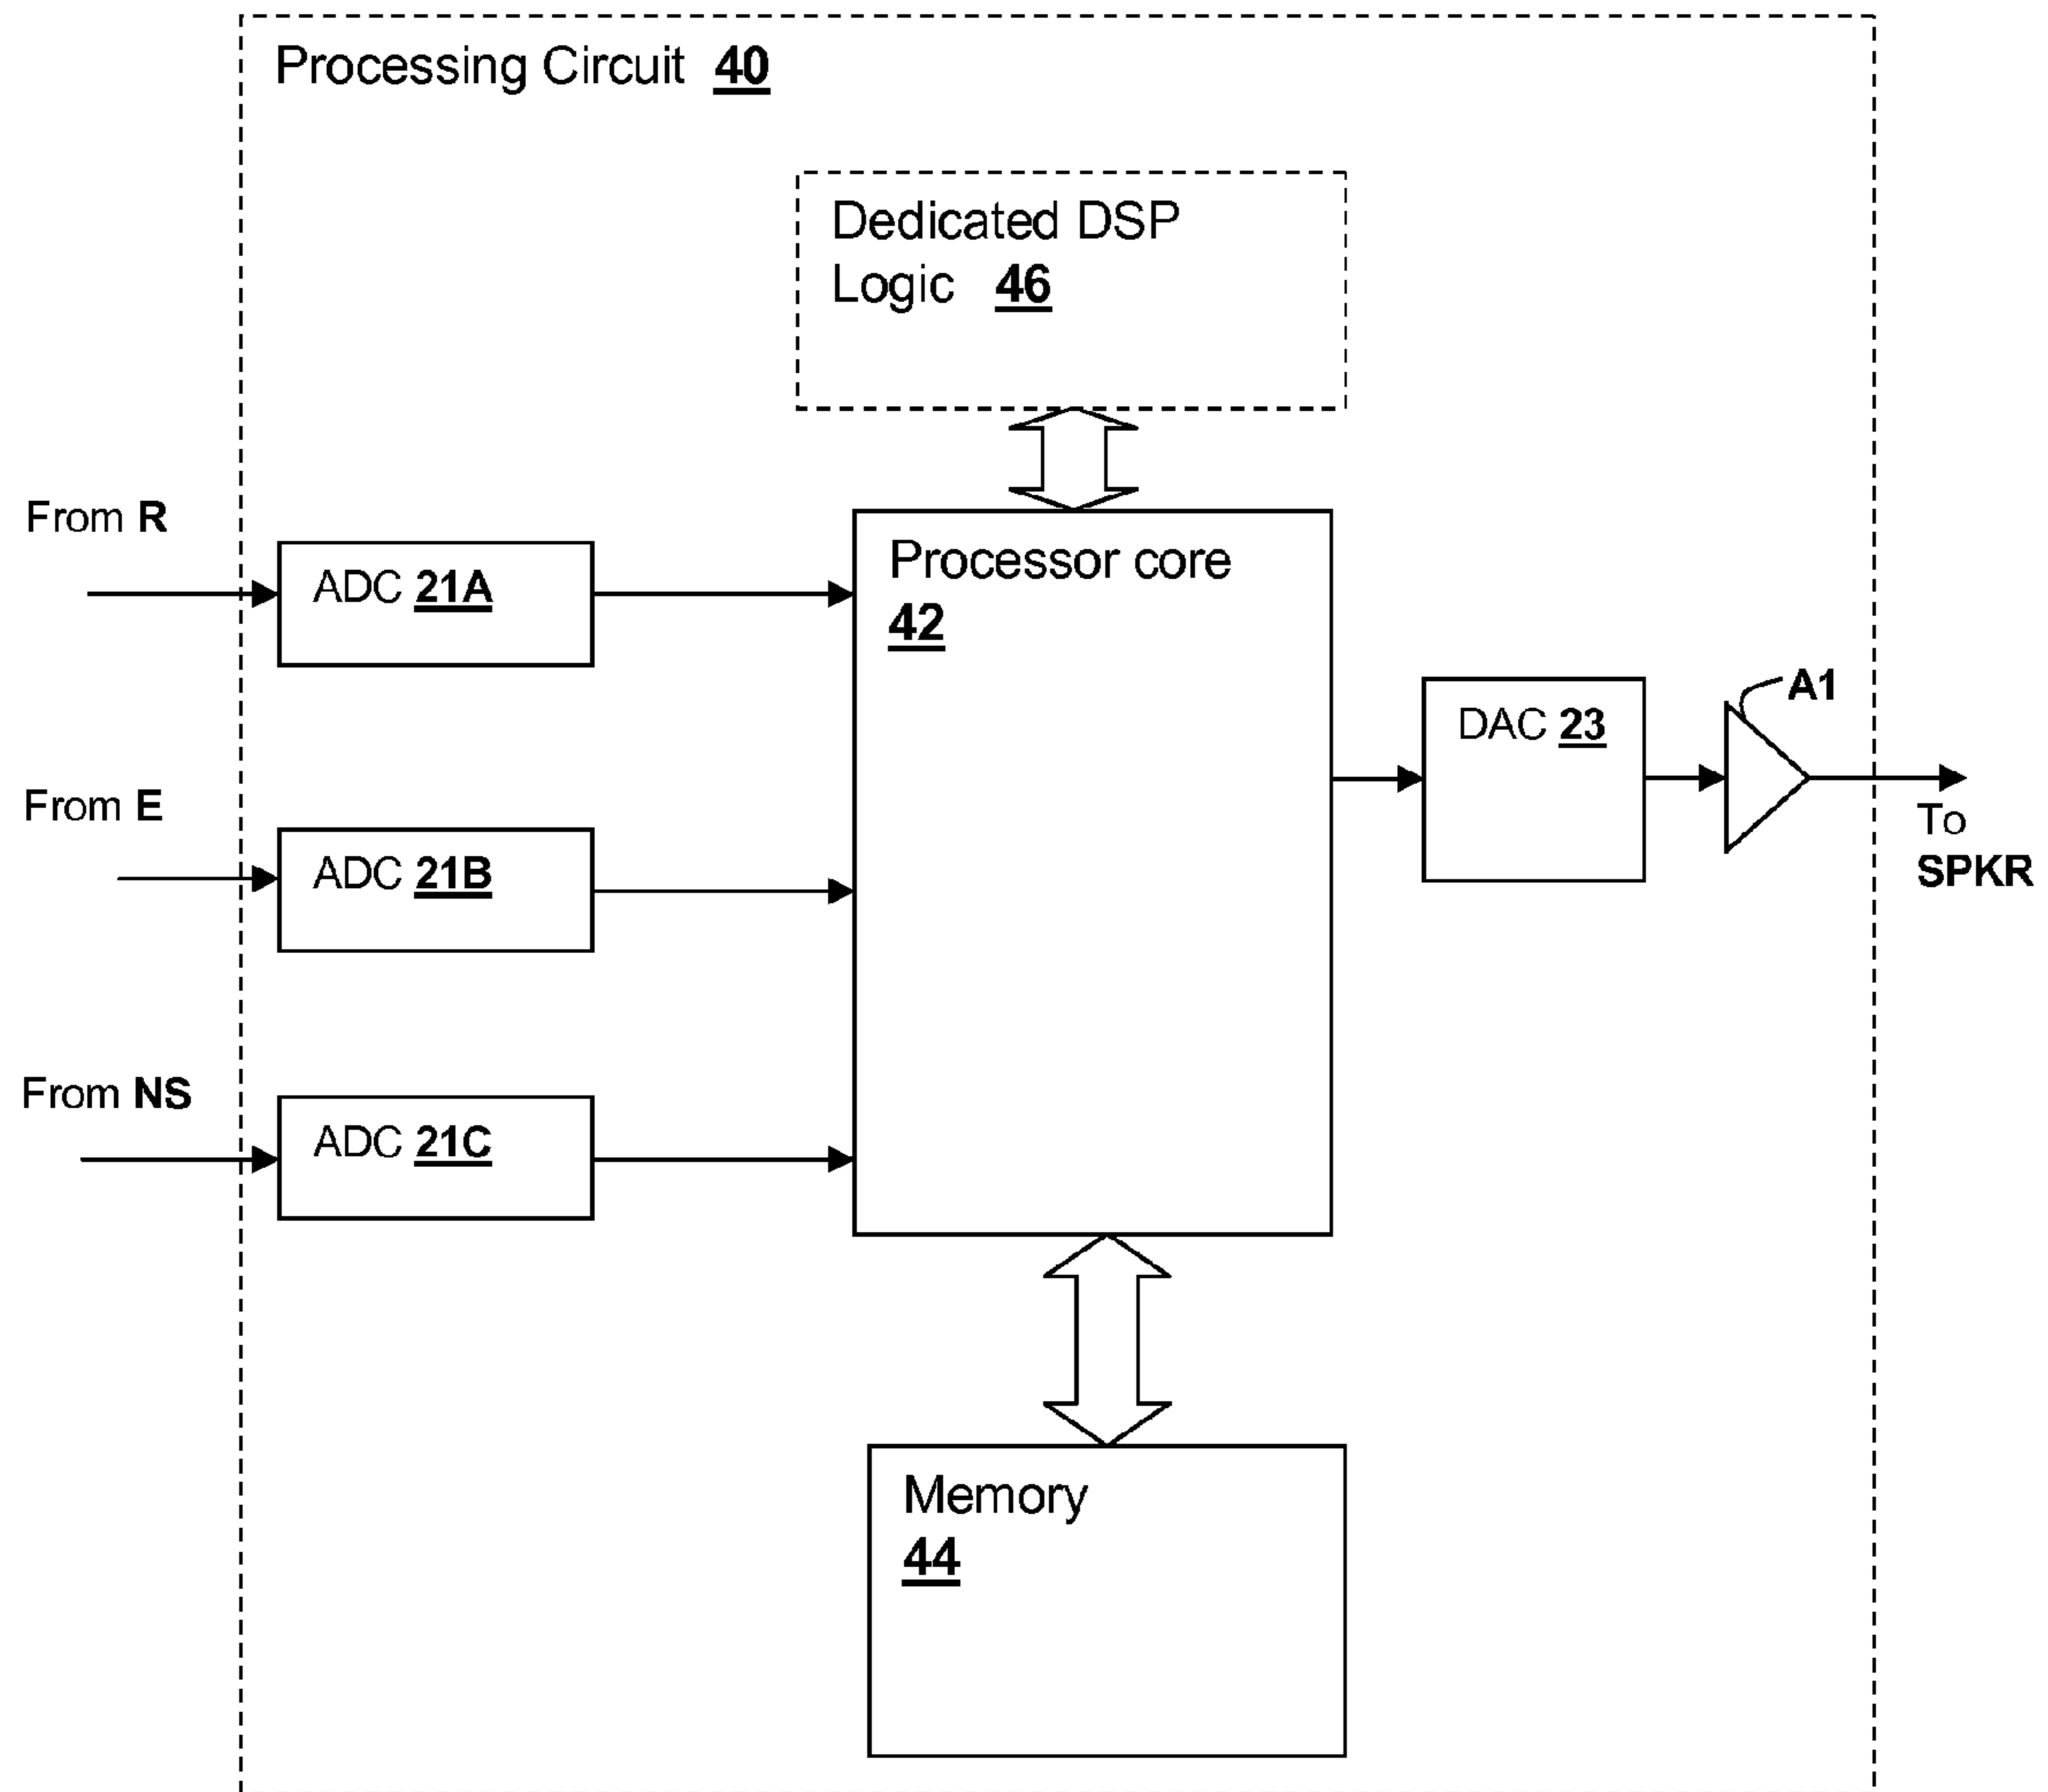 Processing Circuit 40
Dedicated DSP
Logic 46
From R
ADC 21A
Processor core
42
DAC 23
A1
From E
ADC 21B
To
SPKR
From NS
ADC 21C
Memory
44